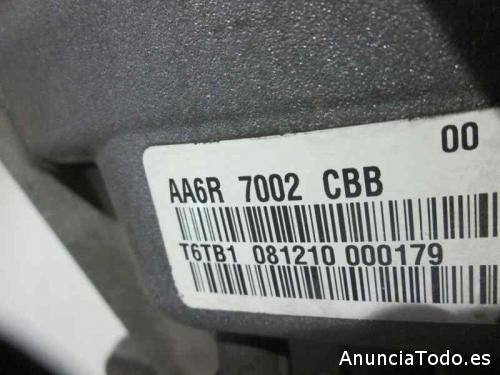 00
AA6R 7002 CBB
T6TB1 081210 000179
AnunciaTodo.es